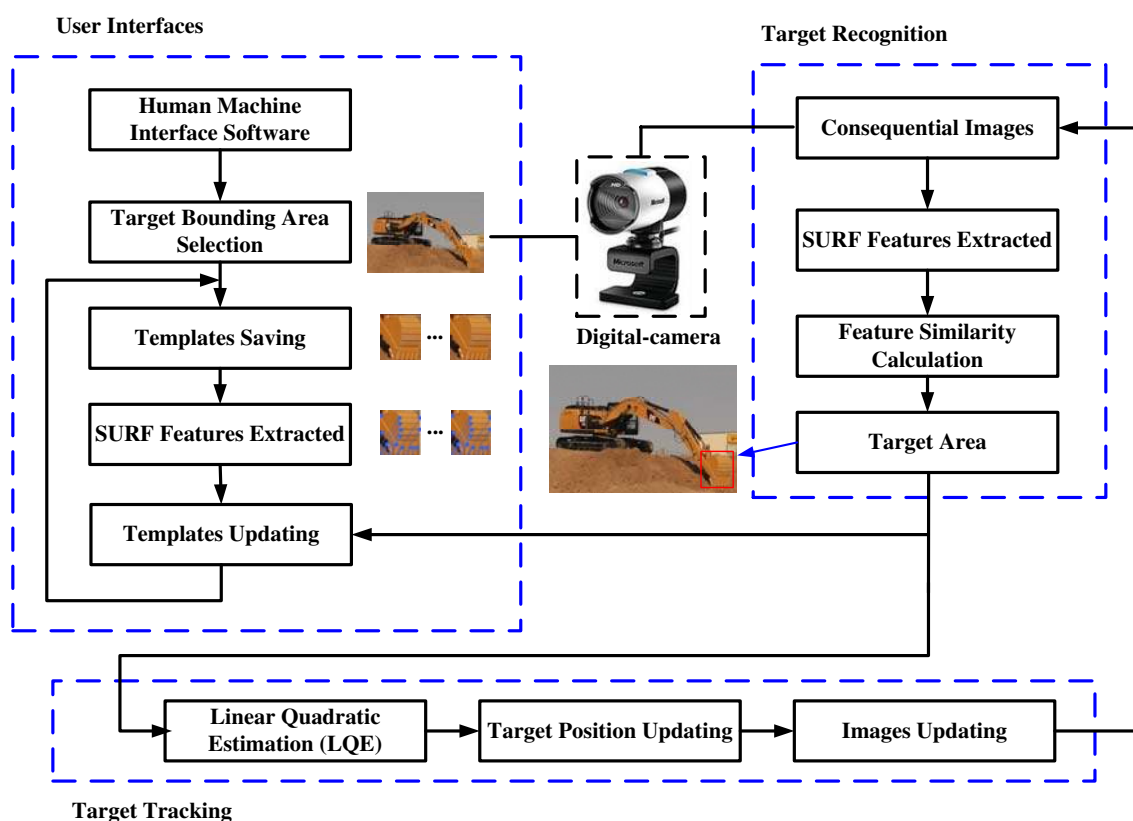 User Interfaces
Target Recognition
Human Machine
Interface Software
Target Bounding Area
Selection
Templates Saving
SURF Features Extracted
Templates Updating
...
...
Microsoft
Digital-camera
Consequential Images
SURF Features Extracted
Feature Similarity
Calculation
Target Area
Linear Quadratic
Estimation (LQE)
Target Position Updating
Images Updating
Target Tracking